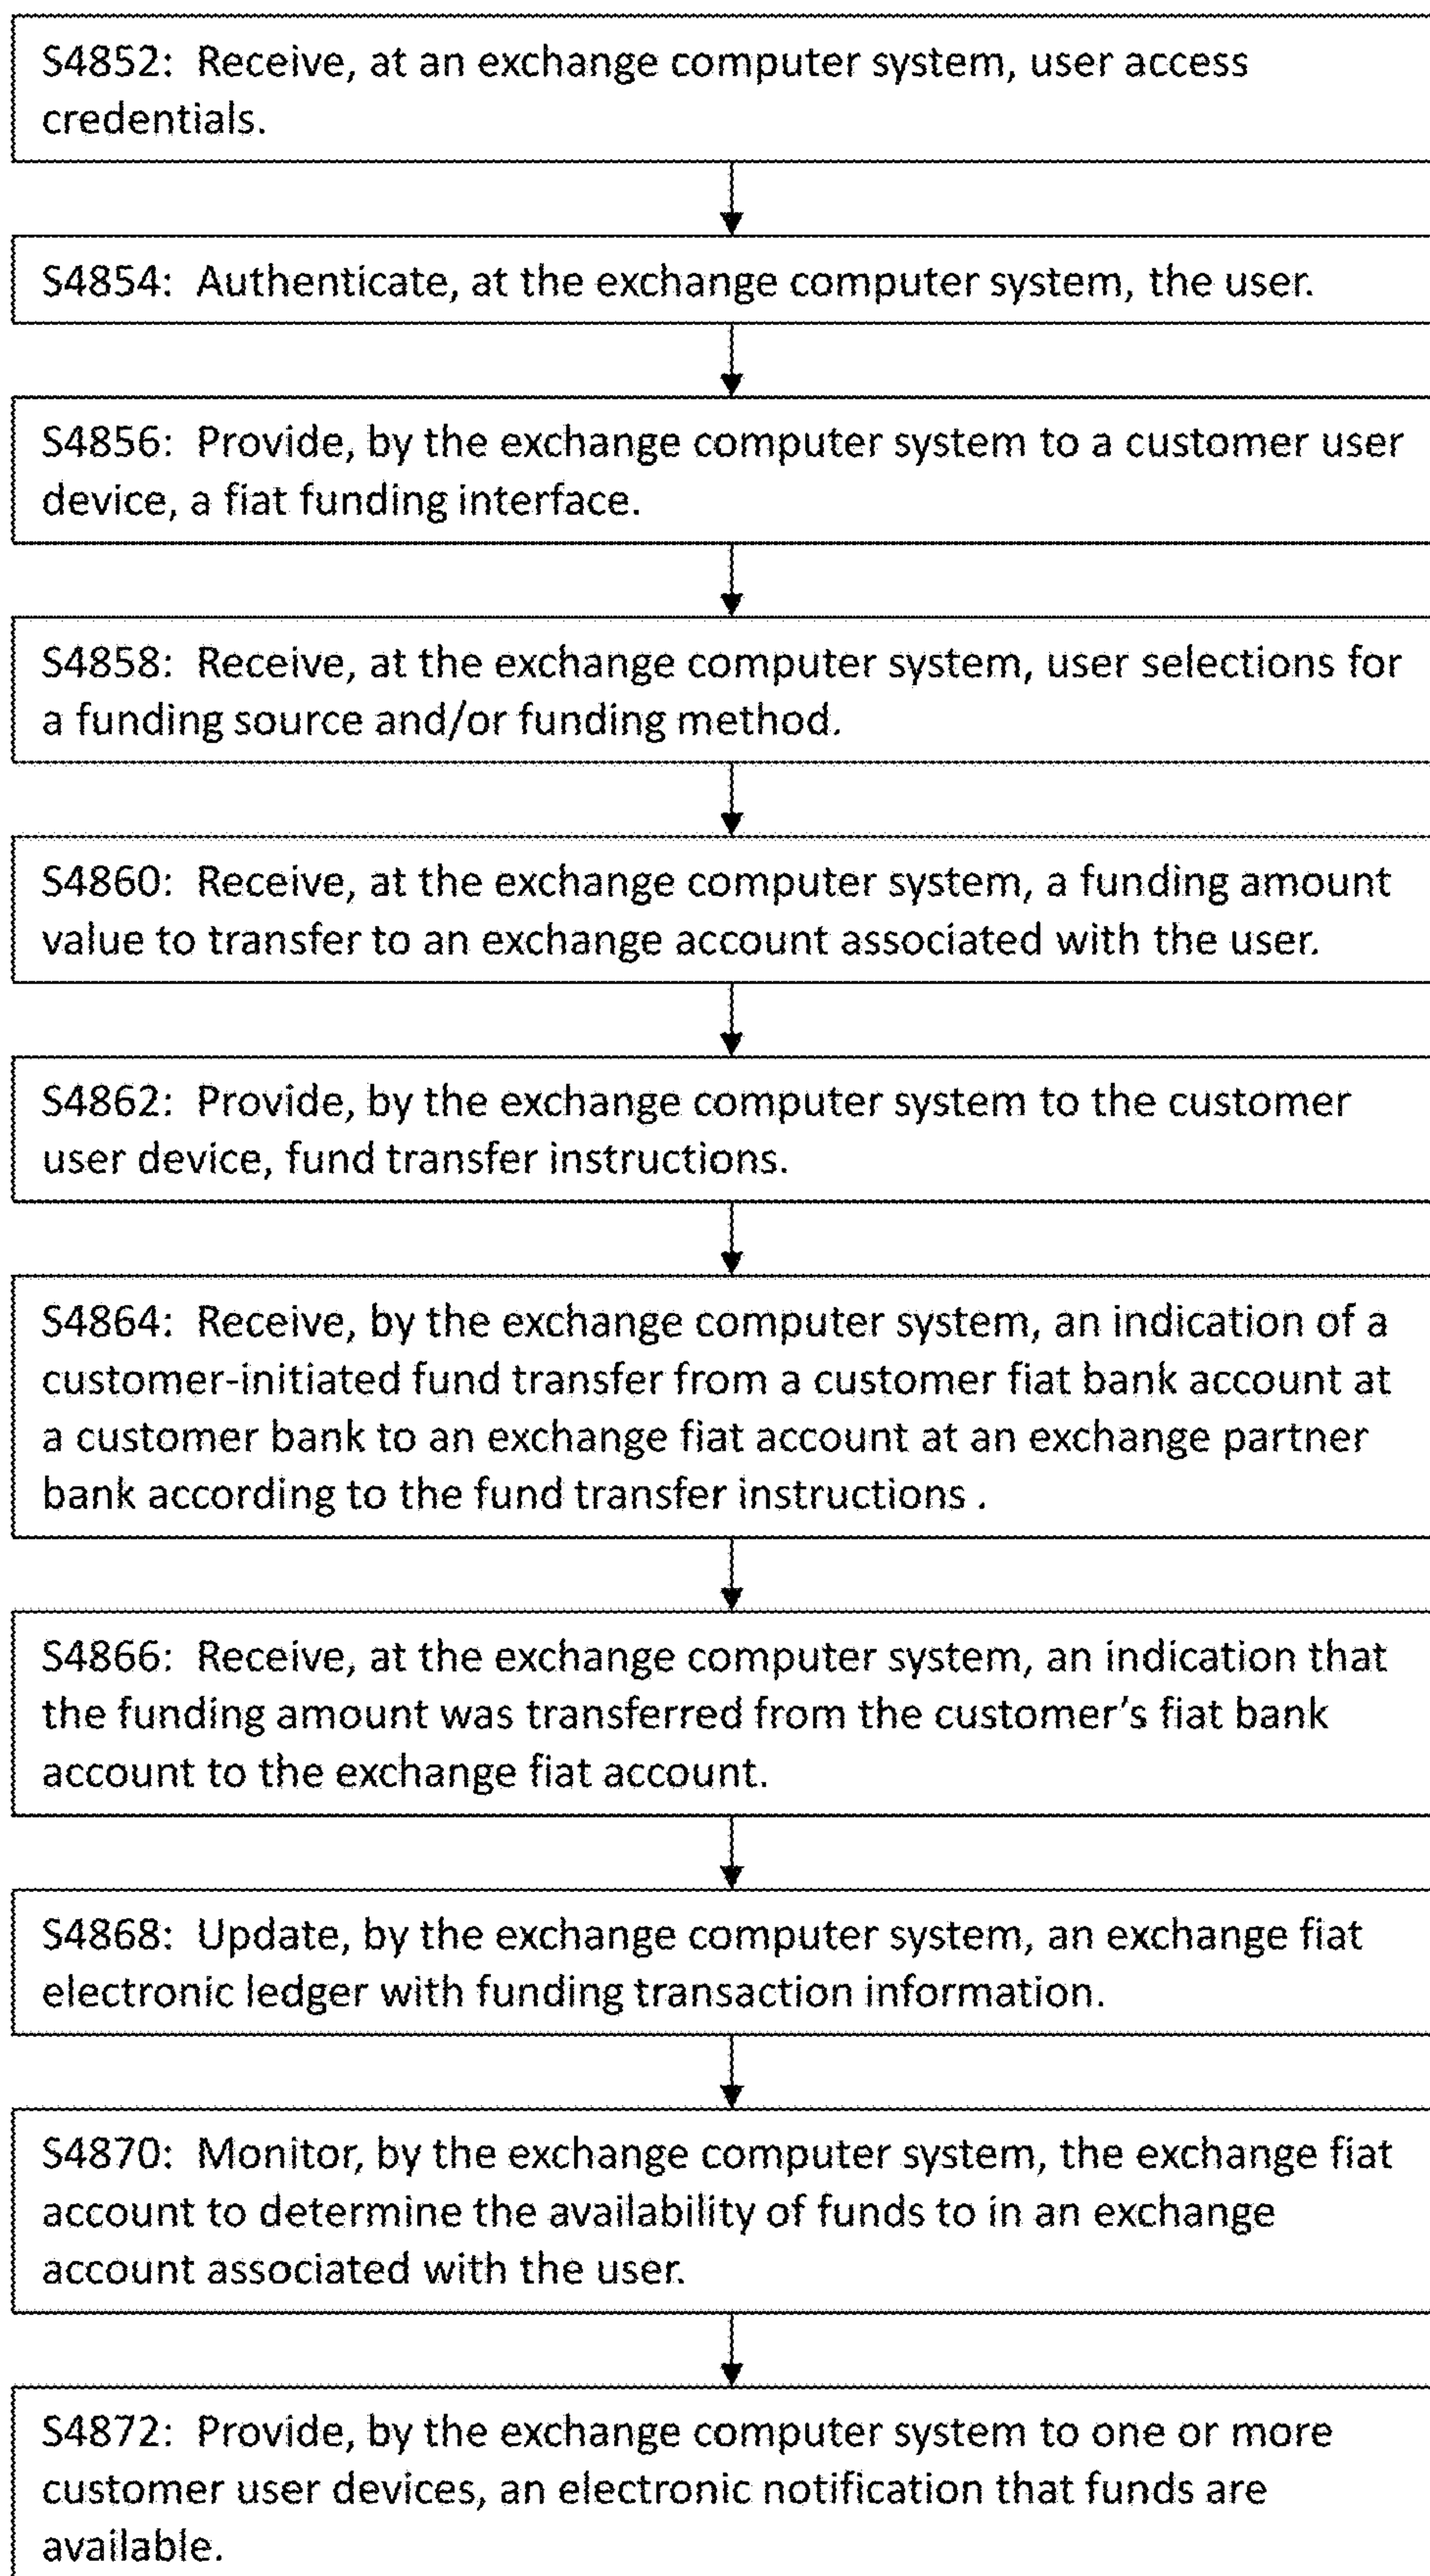 S4852: Receive, at an exchange computer system, user access
credentials.
S4854: Authenticate, at the exchange computer system, the user.
S4856: Provide, by the exchange computer system to a customer user
device, a fiat funding interface.
S4858: Receive, at the exchange computer system, user selections for
a funding source and/or funding method.
S4860: Receive, at the exchange computer system, a funding amount
value to transfer to an exchange account associated with the user.
S4862: Provide, by the exchange computer system to the customer
user device, fund transfer instructions.
S4864: Receive, by the exchange computer system, an indication of a
customer-initiated fund transfer from a customer fiat bank account at
a customer bank to an exchange fiat account at an exchange partner
bank according to the fund transfer instructions .
S4866: Receive, at the exchange computer system, an indication that
the funding amount was transferred from the customer's fiat bank
account to the exchange fiat account.
S4868: Update, by the exchange computer system, an exchange fiat
electronic ledger with funding transaction information.
S4870: Monitor, by the exchange computer system, the exchange fiat
account to determine the availability of funds to in an exchange
account associated with the user.
S4872: Provide, by the exchange computer system to one or more
customer user devices, an electronic notification that funds are
available.